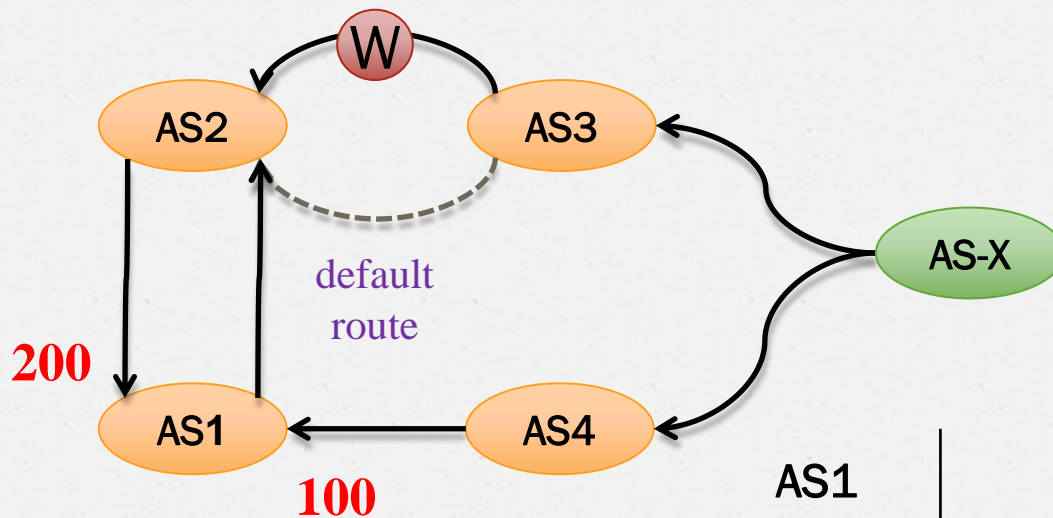 W
AS2
AS3
AS-X
default
route
200
AS1
AS4
100
AS1